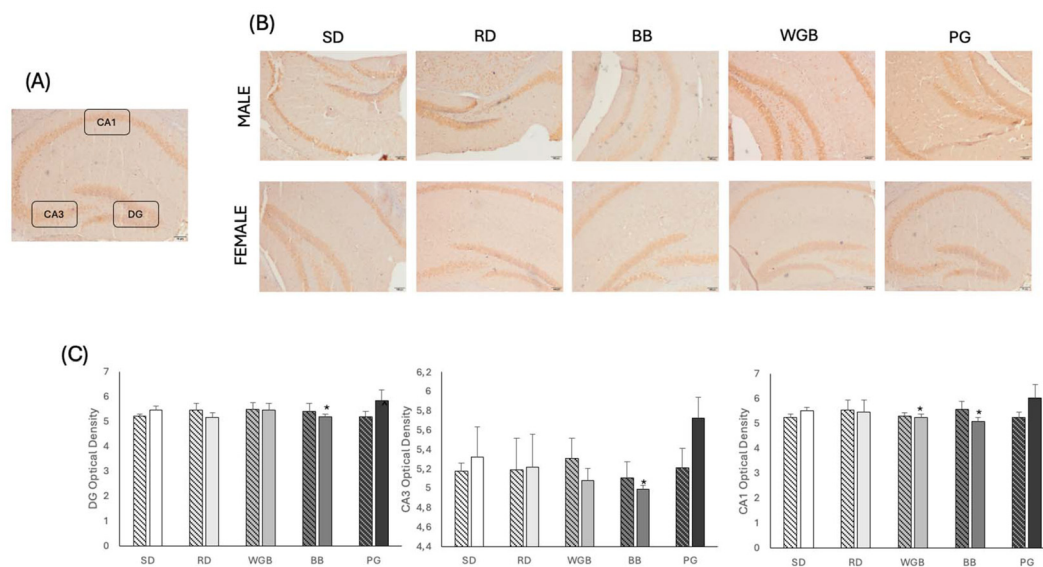 (A)
CA1
CA3
DG
(B)
SD RD BB WGB PG
MALE
FEMALE
(C)
DG Optical Density
7
6
5
4
3
2
1
0
*
*
SD RD WGB BB PG
CA3 Optical Density
6,2
6
5,8
5,6
5,4
5,2
5
4,8
4,6
4,4
*
SD RD WGB BB PG
CA1 Optical Density
7
6
5
4
3
2
1
0
* *
SD RD WGB BB PG